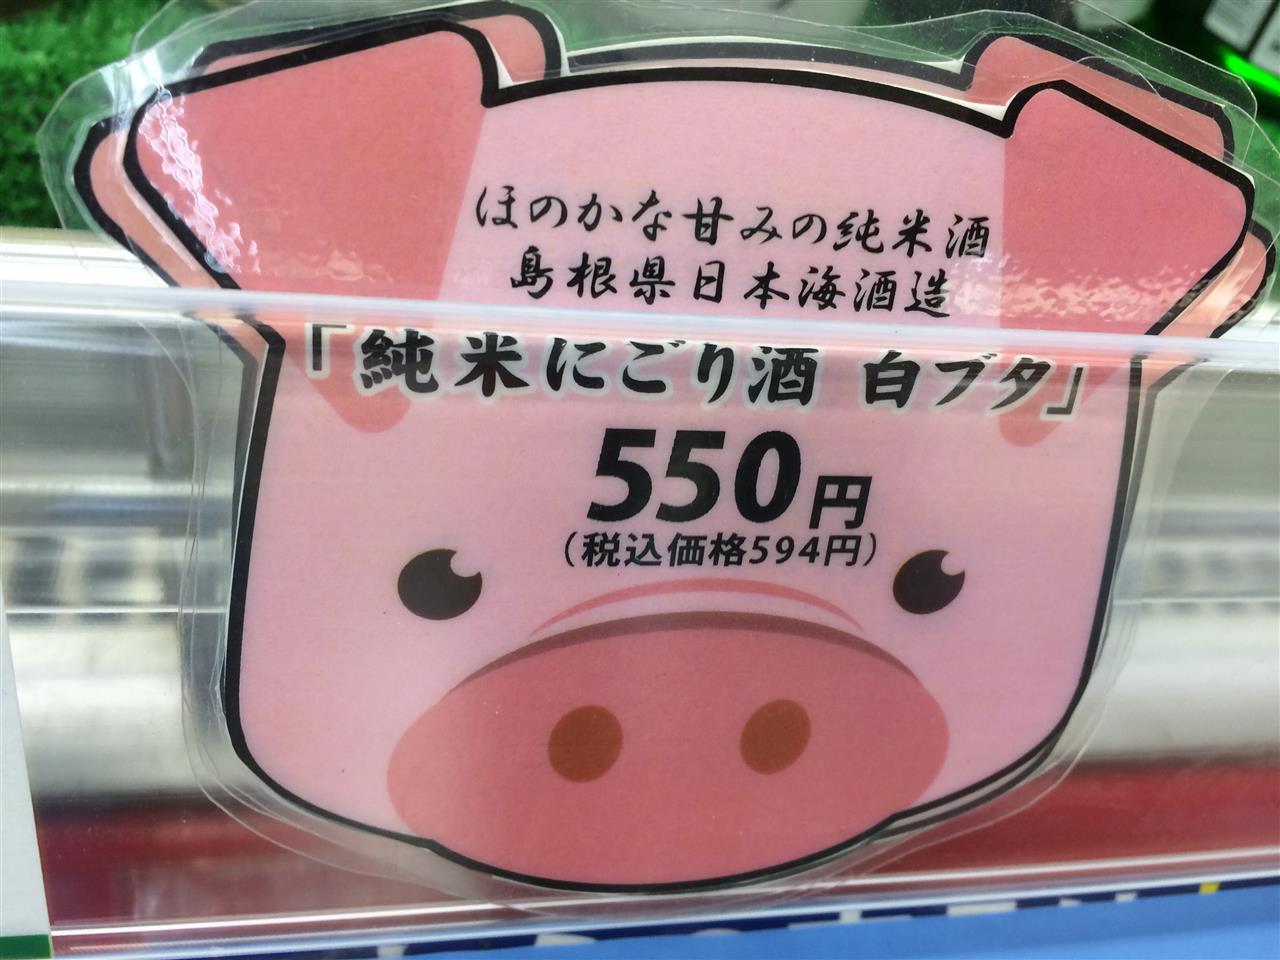 ほのかな甘みの純米酒
島根県日本海酒造
「純米にごり酒 白ブタ」
550円
（税込価格594円）